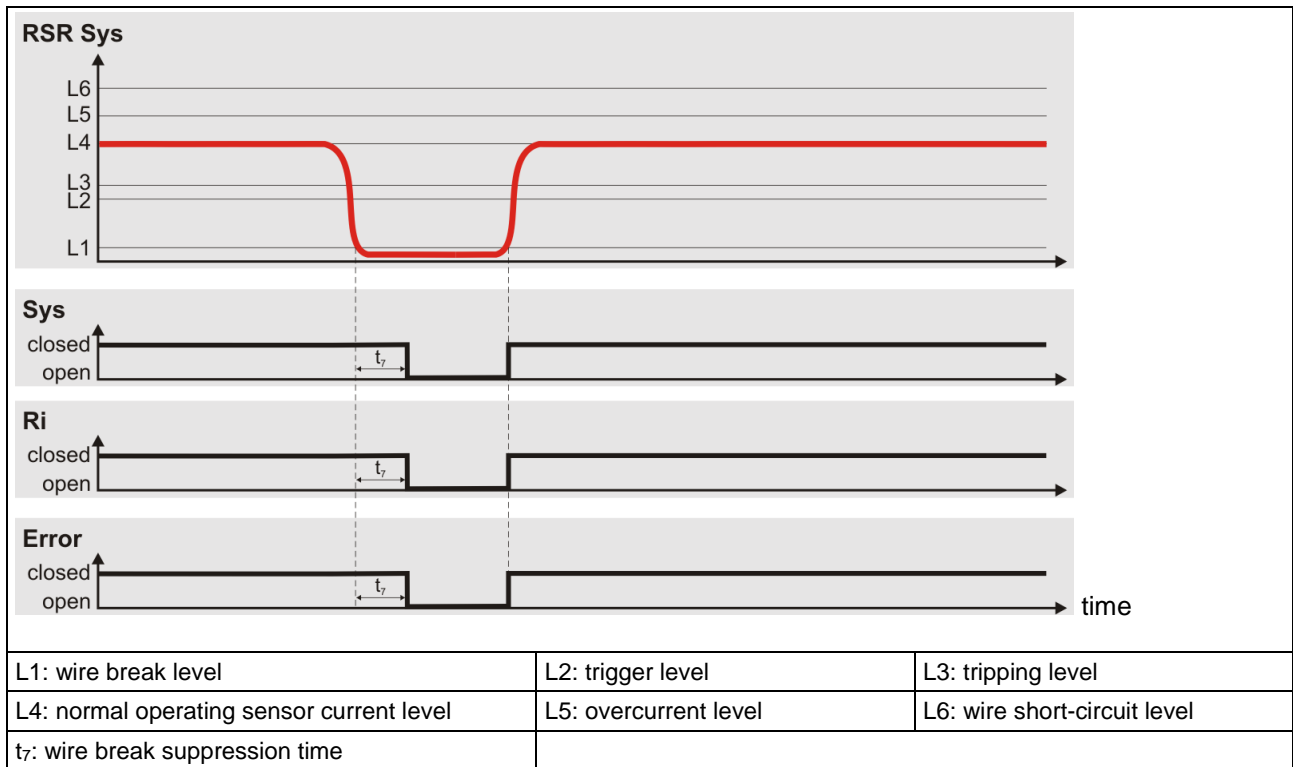 RSR Sys
L6
L5
L4
L3
L2
L1
Sys
closed
open
t₇
Ri
closed
open
t₇
Error
closed
open
t₇
time
L1: wire break level
L2: trigger level
L3: tripping level
L4: normal operating sensor current level
L5: overcurrent level
L6: wire short-circuit level
t₇: wire break suppression time